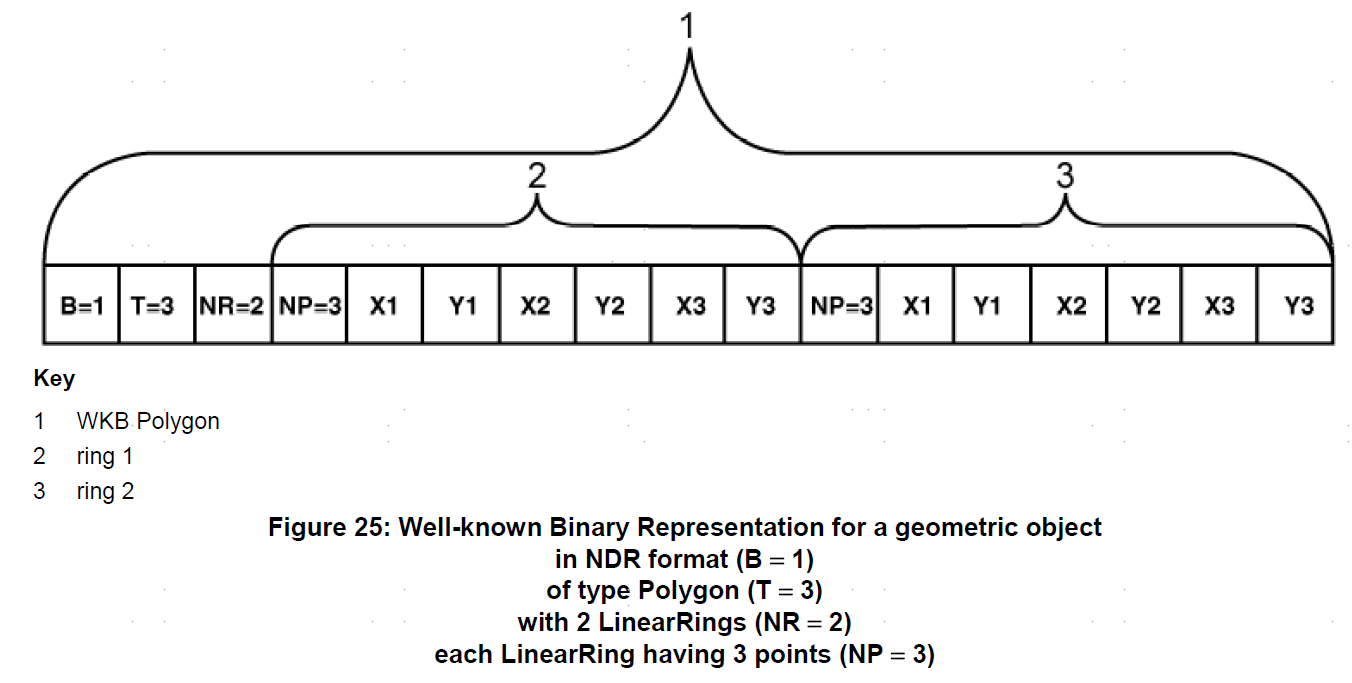 1
2 3
B=1 T=3 NR=2 NP=3 X1 Y1 X2 Y2 X3 Y3 NP=3 X1 Y1 X2 Y2 X3 Y3
Key
1 WKB Polygon
2 ring 1
3 ring 2
Figure 25: Well-known Binary Representation for a geometric object
in NDR format (B = 1)
of type Polygon (T = 3)
with 2 LinearRings (NR = 2)
each LinearRing having 3 points (NP = 3)